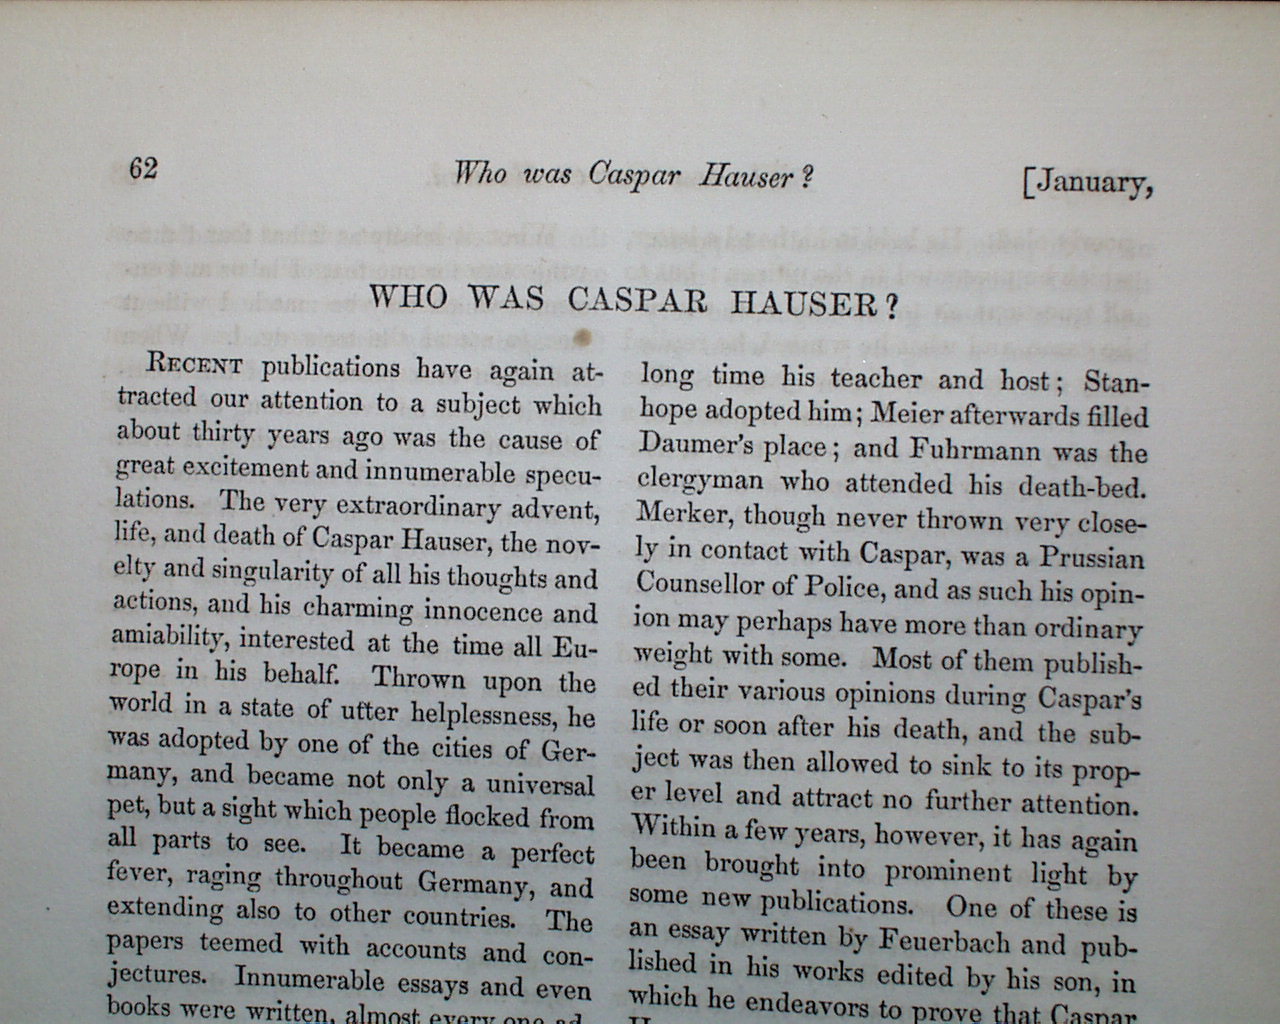 62
Who was Caspar Hauser?
[January,
WHO WAS CASPAR HAUSER?
RECENT publications have again at-
tracted our attention to a subject which
about thirty years ago was the cause of
great excitement and innumerable specu-
lations. The very extraordinary advent,
life, and death of Caspar Hauser, the nov-
elty and singularity of all his thoughts and
actions, and his charming innocence and
amiability, interested at the time all Eu-
rope in his behalf. Thrown upon the
world in a state of utter helplessness, he
was adopted by one of the cities of Ger-
many, and became not only a universal
pet, but a sight which people flocked from
all parts to see. It became a perfect
fever, raging throughout Germany, and
extending also to other countries. The
papers teemed with accounts and con-
jectures. Innumerable essays and even
books were written, almost every one ad-
long time his teacher and host; Stan-
hope adopted him; Meier afterwards filled
Daumer's place; and Fuhrmann was the
clergyman who attended his death-bed.
Merker, though never thrown very close-
ly in contact with Caspar, was a Prussian
Counsellor of Police, and as such his opin-
ion may perhaps have more than ordinary
weight with some. Most of them publish-
ed their various opinions during Caspar's
life or soon after his death, and the sub-
ject was then allowed to sink to its prop-
er level and attract no further attention.
Within a few years, however, it has again
been brought into prominent light by
some new publications. One of these is
an essay written by Feuerbach and pub-
lished in his works edited by his son, in
which he endeavors to prove that Caspar